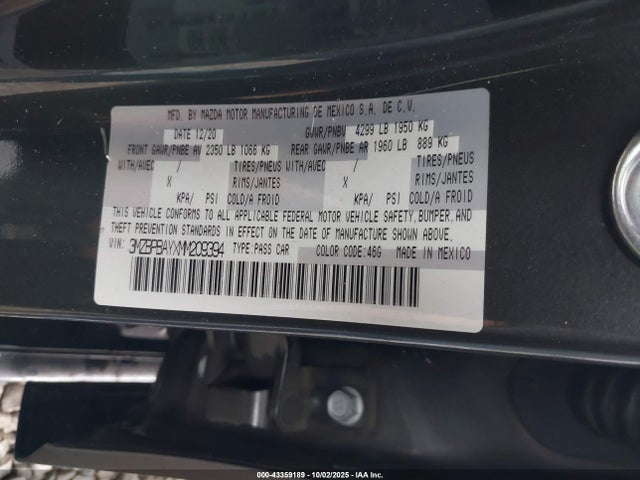 MFD. BY MAZDA MOTOR MANUFACTURING DE MEXICO S.A. DE C.V.
DATE 12/20 GVWR/PNBV 4299 LB 1950 KG
FRONT GAWR/PNBE AV 2350 LB 1066 KG REAR GAWR/PNBE AR 1960 LB 889 KG
WITH/AVEC / TIRES/PNEUS WITH/AVEC / TIRES/PNEUS
X RIMS/JANTES X RIMS/JANTES
KPA/ PSI COLD/A FROID KPA/ PSI COLD/A FROID
THIS VEHICLE CONFORMS TO ALL APPLICABLE FEDERAL MOTOR VEHICLE SAFETY, BUMPER, AND
THEFT PREVENTION STANDARDS IN EFFECT ON THE DATE OF MANUFACTURE SHOWN ABOVE.
VIN: 3MZBPBAYXMM209394 TYPE:PASS CAR COLOR CODE:46G MADE IN MEXICO
000-43359189 - 10/02/2025 - IAA Inc.